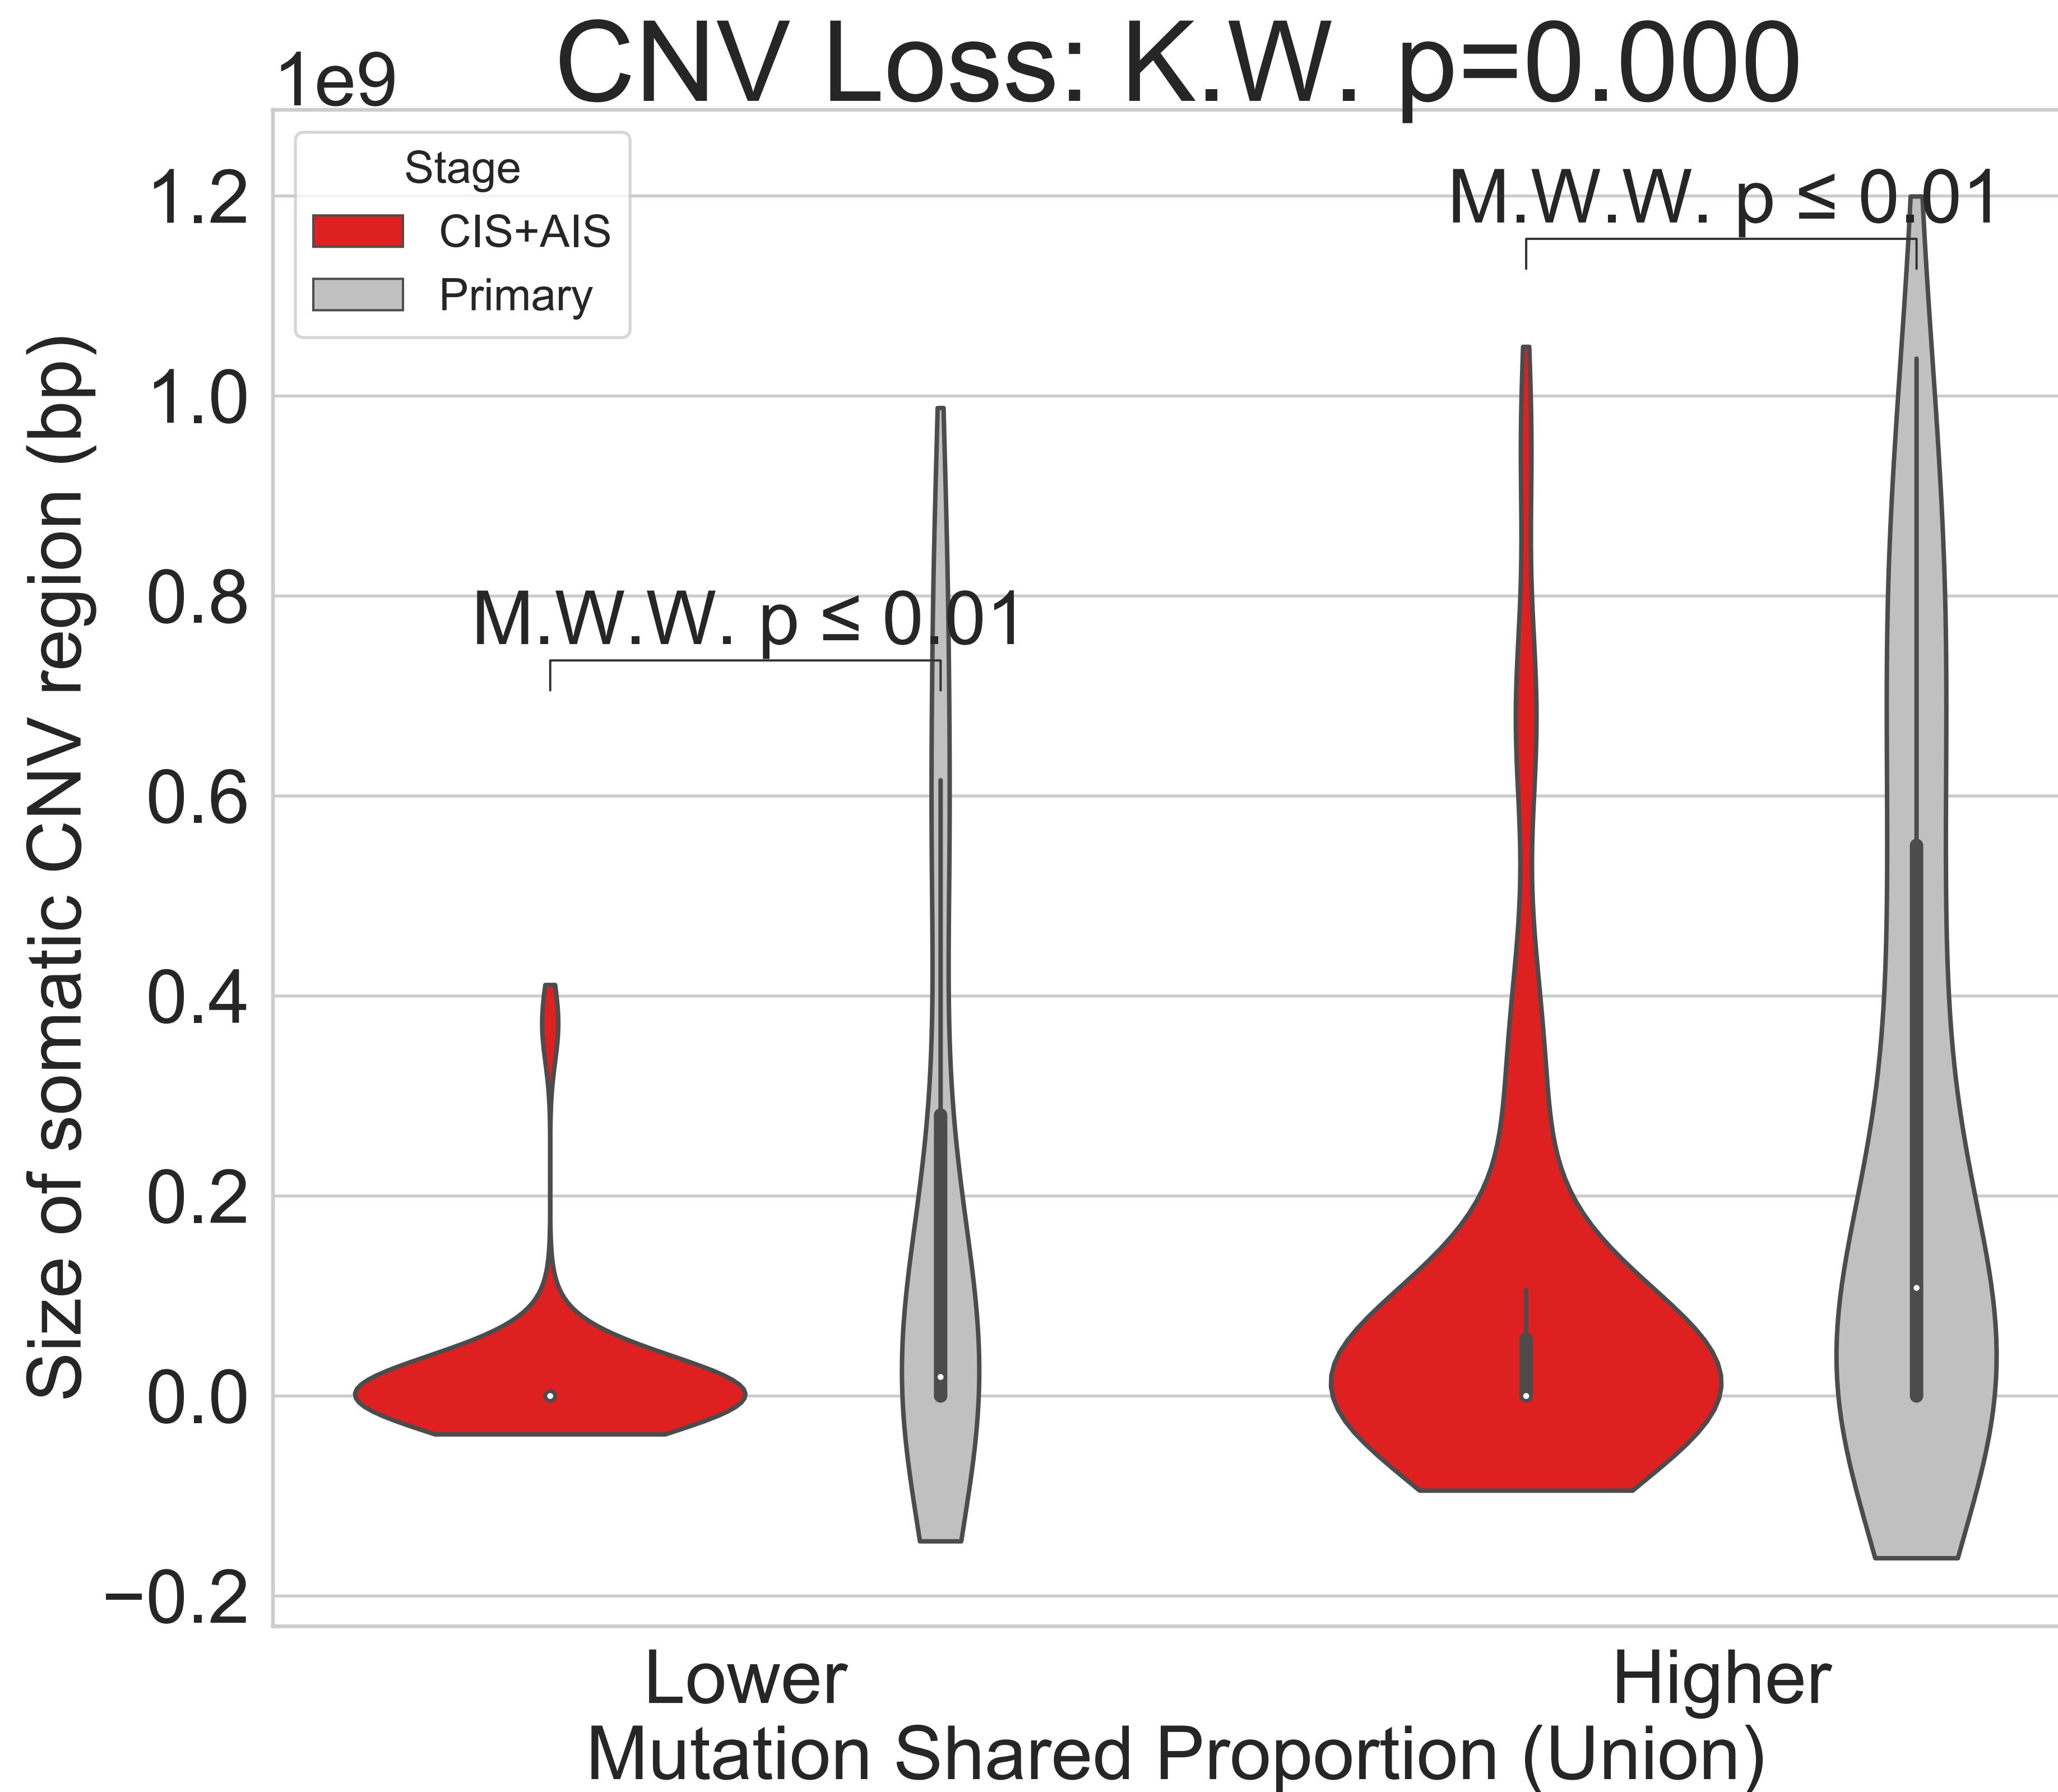 CNV Loss: K.W. p=0.000
1e9
Stage
CIS+AIS
Primary
M.W.W. p ≤ 0.01
M.W.W. p ≤ 0.01
1.2
1.0
0.8
0.6
0.4
0.2
0.0
−0.2
Size of somatic CNV region (bp)
Lower
Higher
Mutation Shared Proportion (Union)